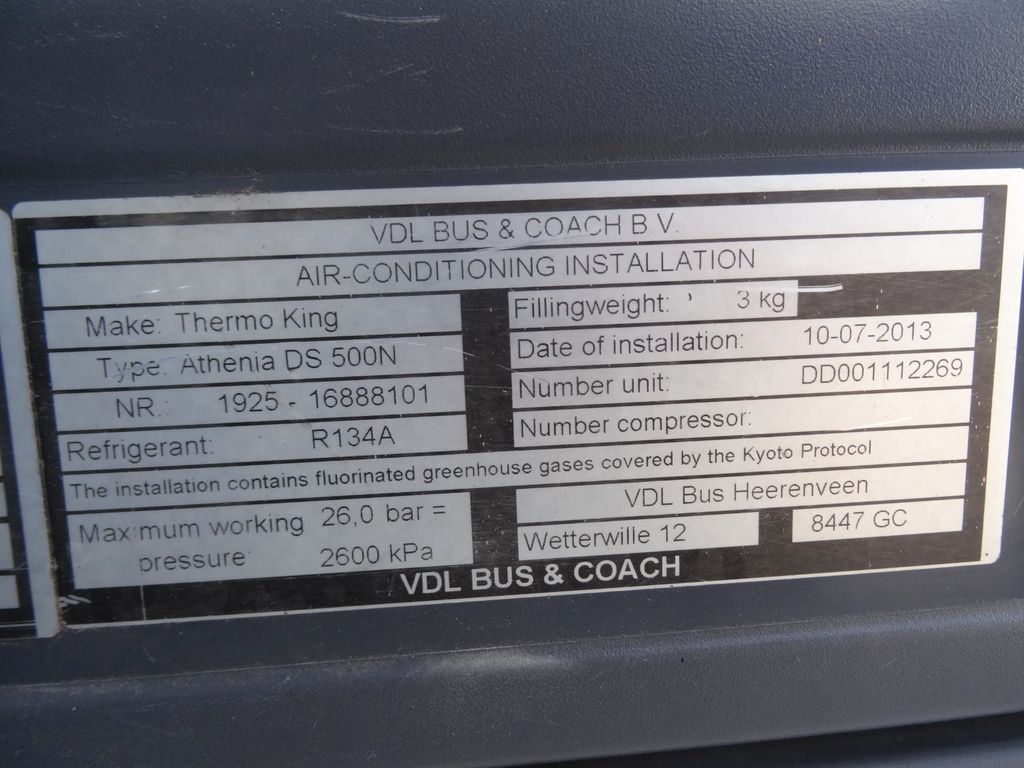 VDL BUS & COACH B.V.
AIR-CONDITIONING INSTALLATION
Make: Thermo King
Type: Athenia DS 500N
NR.: 1925 - 16888101
Refrigerant: R134A
Fillingweight: 3 kg
Date of installation: 10-07-2013
Number unit: DD001112269
Number compressor:
The installation contains fluorinated greenhouse gases covered by the Kyoto Protocol
Maximum working pressure: 26,0 bar =
2600 kPa
VDL Bus Heerenveen
Wetterwille 12 8447 GC
VDL BUS & COACH